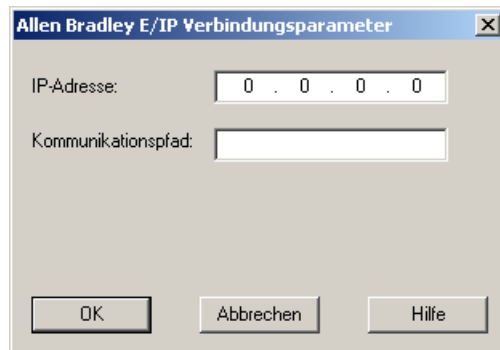 Allen Bradley E/IP Verbindungsparameter
IP-Adresse: 0 . 0 . 0 . 0
Kommunikationspfad:
OK Abbrechen Hilfe